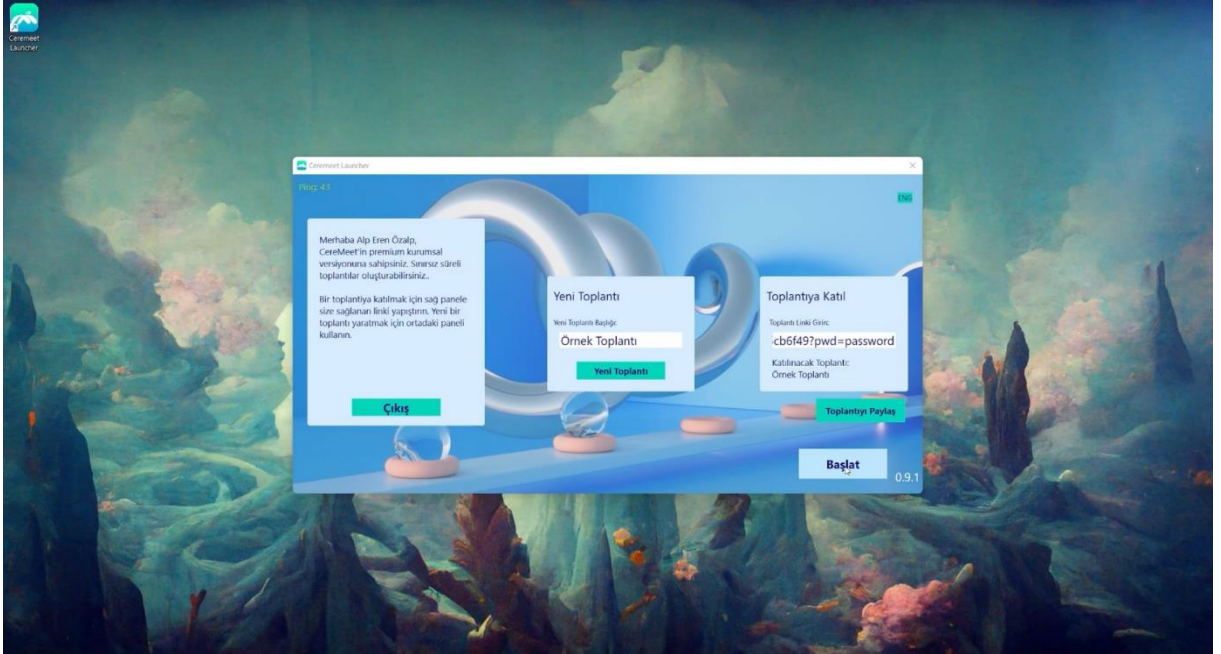 Ceremeet
Launcher
Ceremeet Launcher
Ping: 43
ENG
Merhaba Alp Eren Özalp,
CereMeet'in premium kurumsal
versiyonuna sahipsiniz. Sınırsız süreli
toplantılar oluşturabilirsiniz..
Bir toplantiya katılmak için sağ panele
size sağlanan linki yapıştırın. Yeni bir
toplantı yaratmak için ortadaki paneli
kullanın.
Çıkış
Yeni Toplantı
Yeni Toplantı Başlığı:
Örnek Toplantı
Yeni Toplantı
Toplantıya Katıl
Toplantı Linki Girin:
cb6f49?pwd=password
Katılınacak Toplantı:
Örnek Toplantı
Toplantıyı Paylaş
Başlat
0.9.1